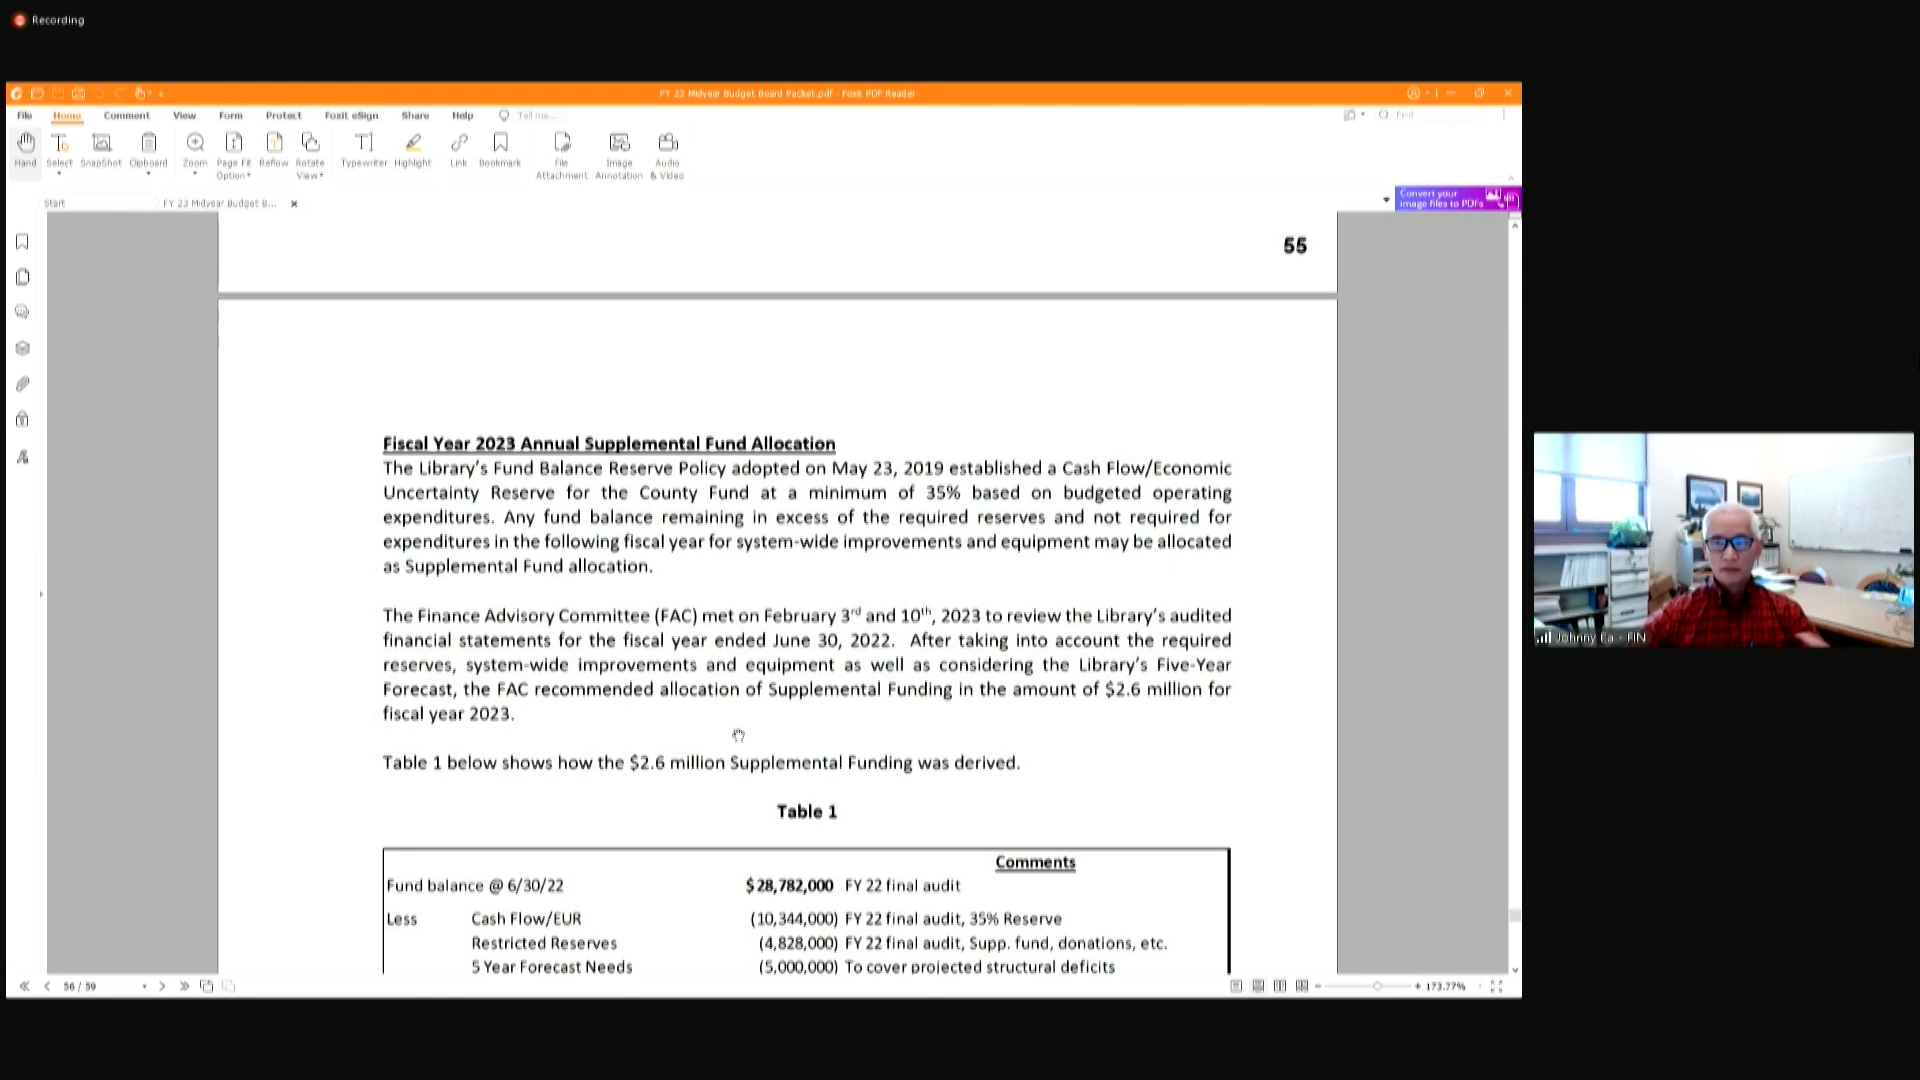 Recording
FY 23 Midyear Budget Board Packet.pdf - Foxit PDF Reader
File Home Comment View Form Protect Foxit eSign Share Help Tell me... Find
Hand Select SnapShot Clipboard Zoom Page Fit Option Reflow Rotate View Typewriter Highlight Link Bookmark File Attachment Image Annotation Audio & Video
Start FY 23 Midyear Budget B...
Convert your
image files to PDFs
55
Fiscal Year 2023 Annual Supplemental Fund Allocation
The Library's Fund Balance Reserve Policy adopted on May 23, 2019 established a Cash Flow/Economic
Uncertainty Reserve for the County Fund at a minimum of 35% based on budgeted operating
expenditures. Any fund balance remaining in excess of the required reserves and not required for
expenditures in the following fiscal year for system-wide improvements and equipment may be allocated
as Supplemental Fund allocation.
The Finance Advisory Committee (FAC) met on February 3rd and 10th, 2023 to review the Library's audited
financial statements for the fiscal year ended June 30, 2022. After taking into account the required
reserves, system-wide improvements and equipment as well as considering the Library's Five-Year
Forecast, the FAC recommended allocation of Supplemental Funding in the amount of $2.6 million for
fiscal year 2023.
Table 1 below shows how the $2.6 million Supplemental Funding was derived.
Table 1
Comments
Fund balance @ 6/30/22 $28,782,000 FY 22 final audit
Less Cash Flow/EUR (10,344,000) FY 22 final audit, 35% Reserve
Restricted Reserves (4,828,000) FY 22 final audit, Supp. fund, donations, etc.
5 Year Forecast Needs (5,000,000) To cover projected structural deficits
56 / 59
173.77%
Johnny Ea - FIN